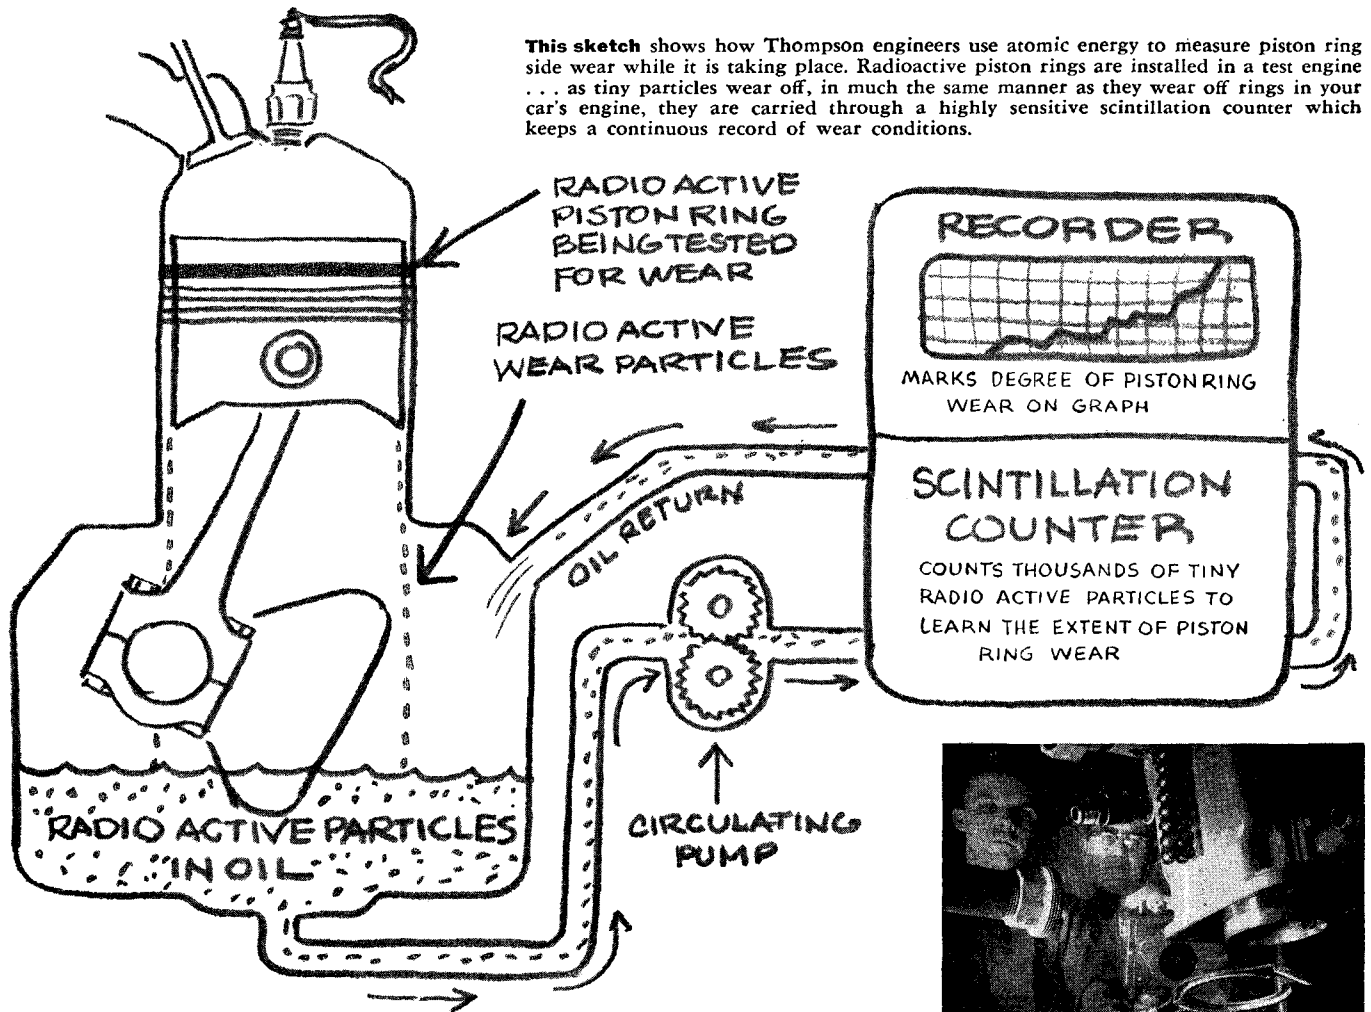 This sketch shows how Thompson engineers use atomic energy to measure piston ring
side wear while it is taking place. Radioactive piston rings are installed in a test engine
. . . as tiny particles wear off, in much the same manner as they wear off rings in your
car's engine, they are carried through a highly sensitive scintillation counter which
keeps a continuous record of wear conditions.
RADIO ACTIVE
PISTON RING
BEING TESTED
FOR WEAR
RADIO ACTIVE
WEAR PARTICLES
RECORDER
MARKS DEGREE OF PISTON RING
WEAR ON GRAPH
OIL RETURN
SCINTILLATION
COUNTER
COUNTS THOUSANDS OF TINY
RADIO ACTIVE PARTICLES TO
LEARN THE EXTENT OF PISTON
RING WEAR
CIRCULATING
PUMP
RADIO ACTIVE PARTICLES
IN OIL